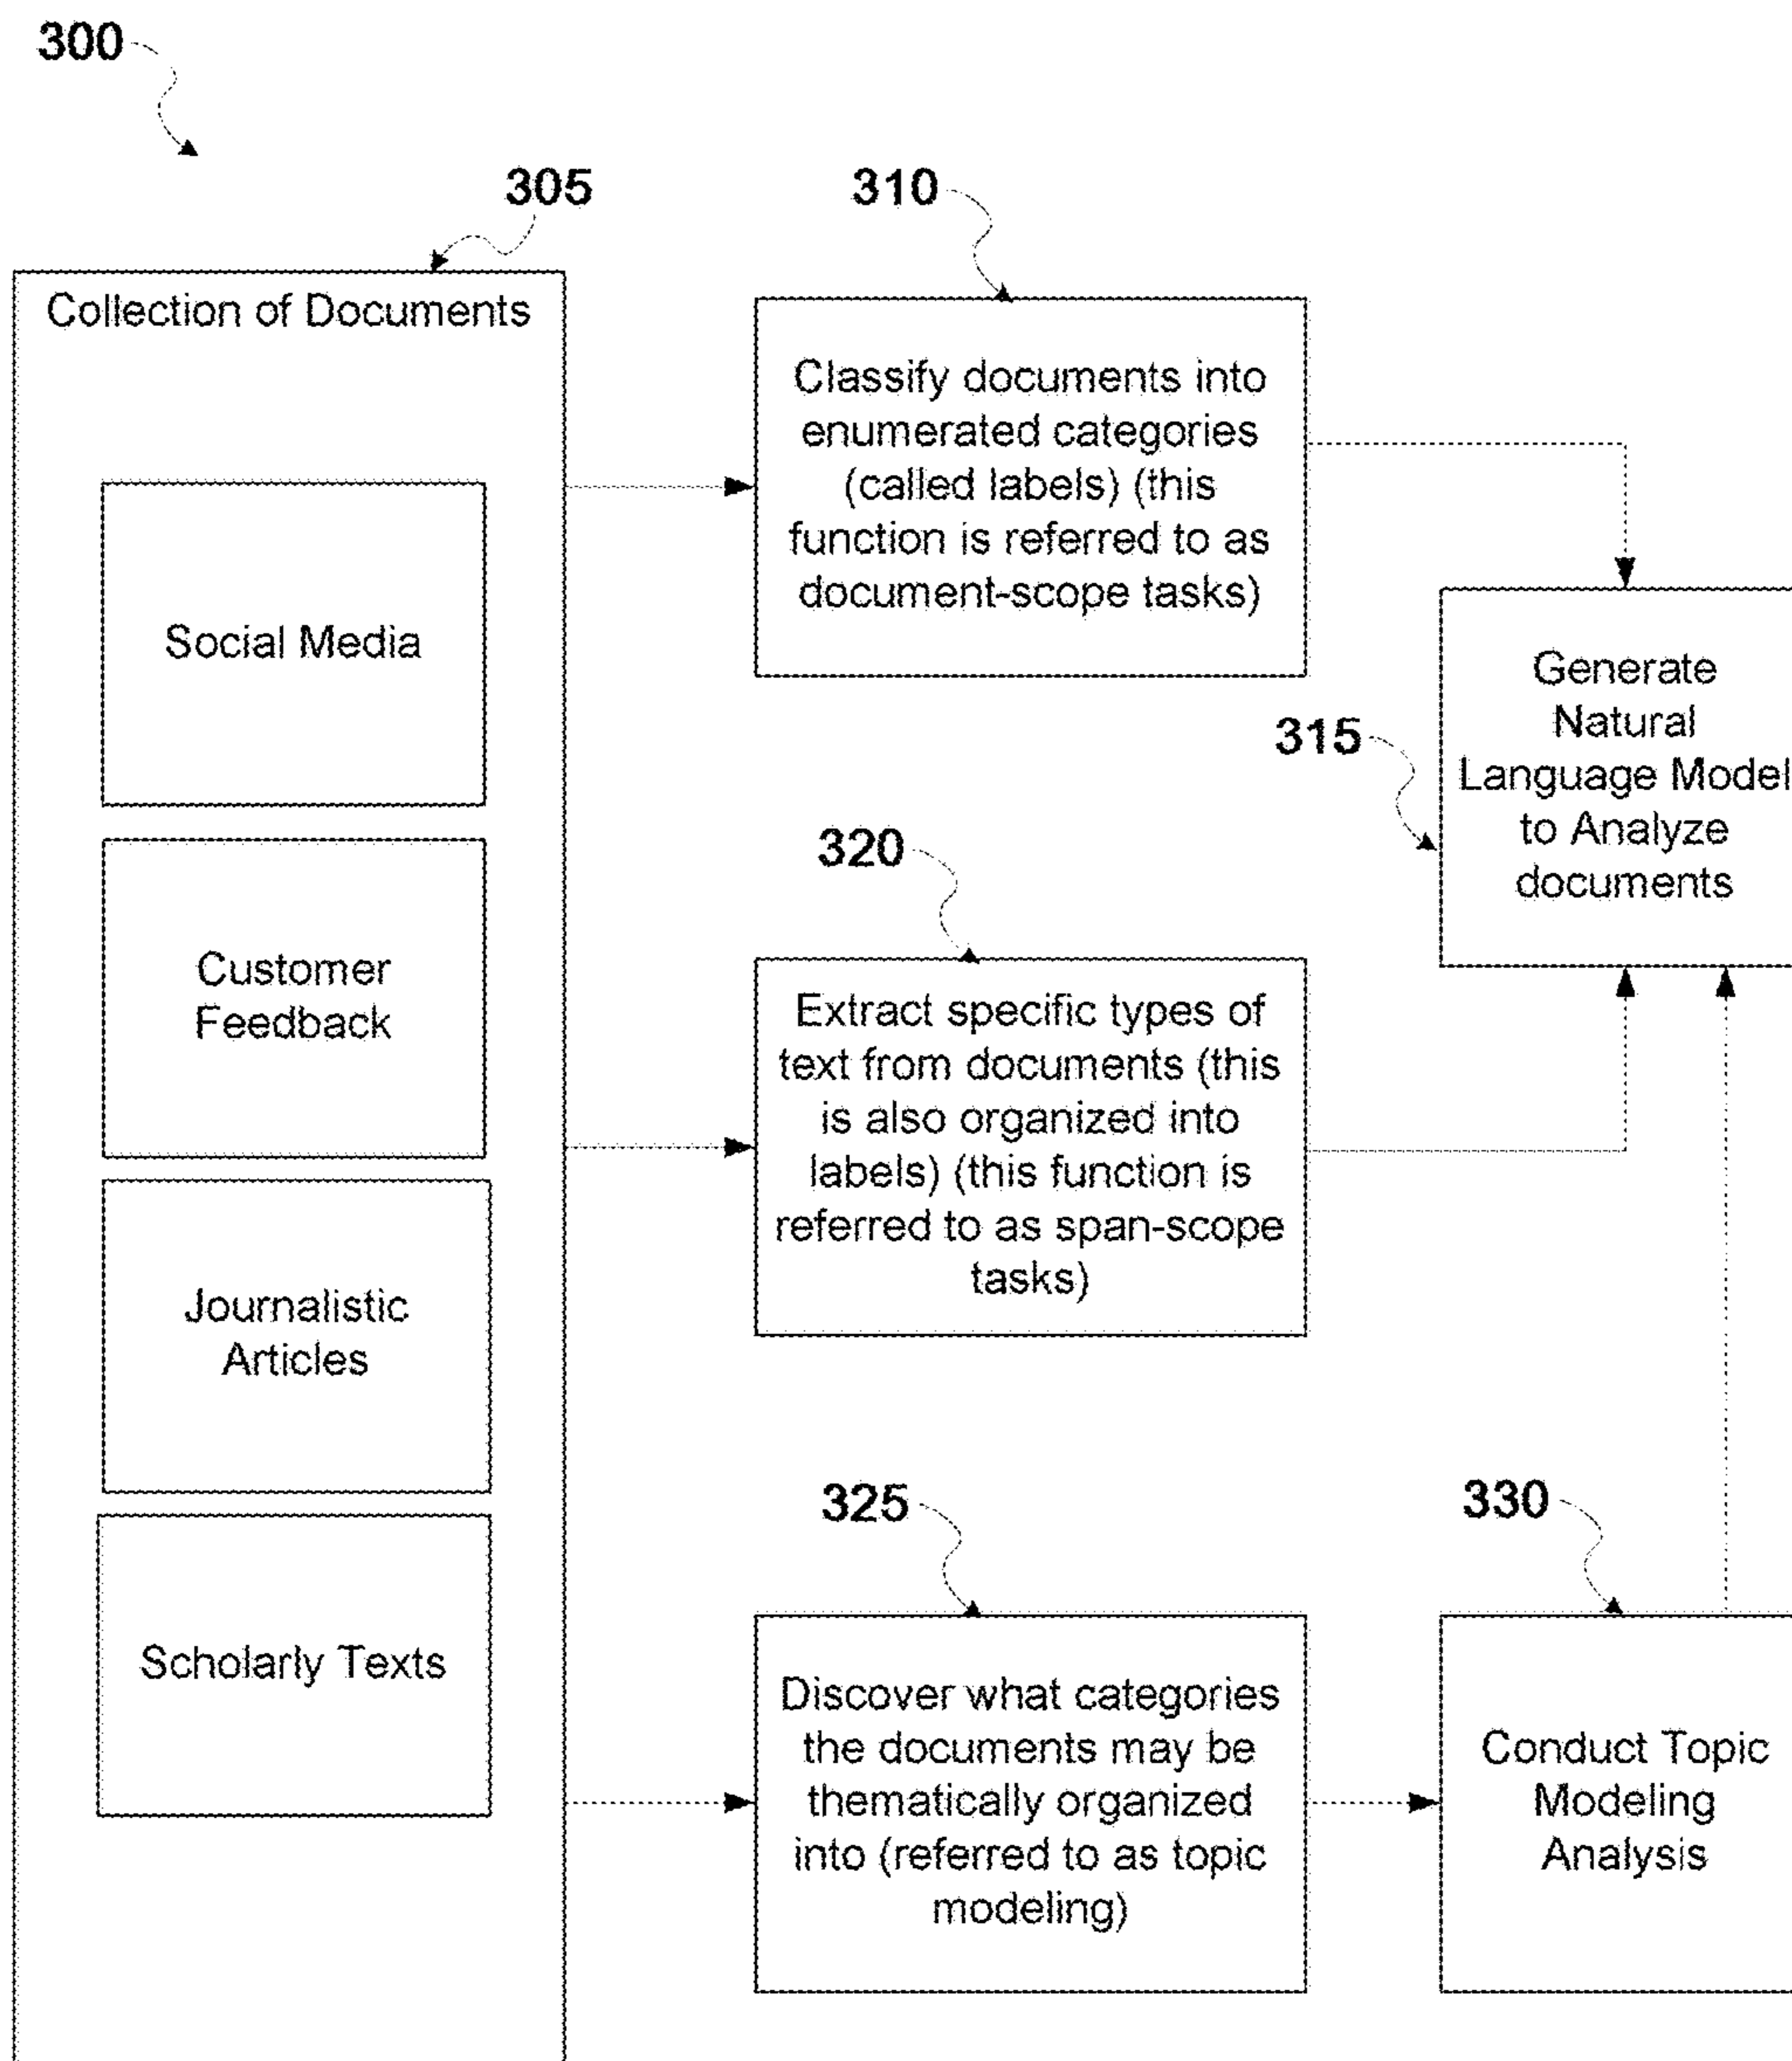 300
305
310
Collection of Documents
Social Media
Customer
Feedback
Journalistic
Articles
Scholarly Texts
Classify documents into
enumerated categories
(called labels) (this
function is referred to as
document-scope tasks)
315
Generate
Natural
Language Model
to Analyze
documents
320
Extract specific types of
text from documents (this
is also organized into
labels) (this function is
referred to as span-scope
tasks)
325
Discover what categories
the documents may be
thematically organized
into (referred to as topic
modeling)
330
Conduct Topic
Modeling
Analysis